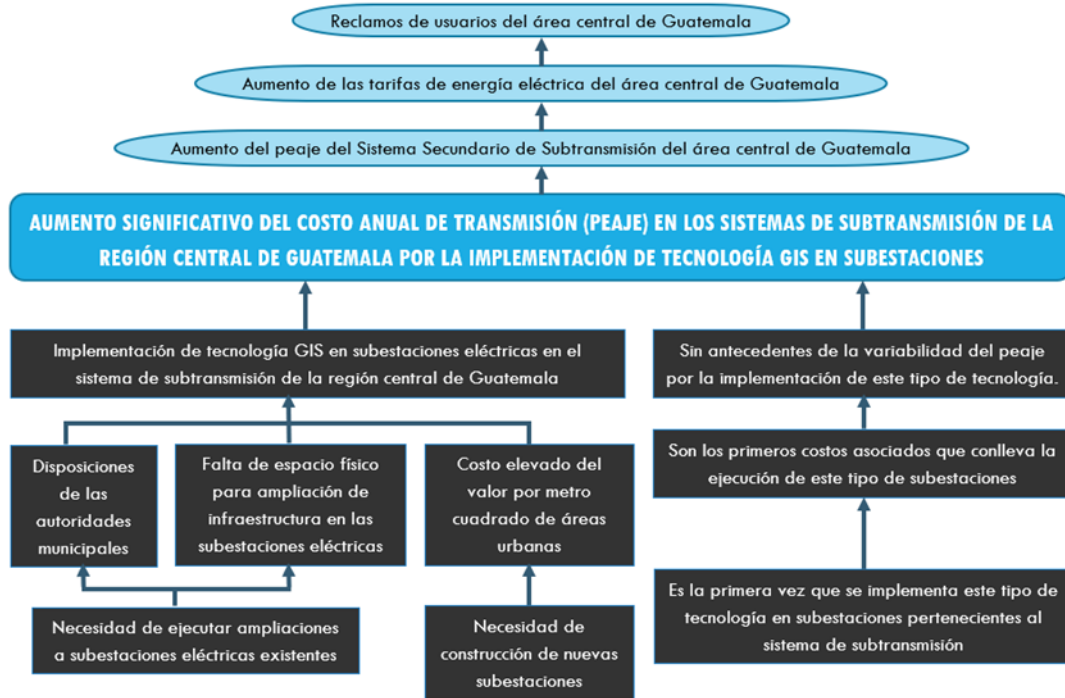 Reclamos de usuarios del área central de Guatemala
Aumento de las tarifas de energía eléctrica del área central de Guatemala
Aumento del peaje del Sistema Secundario de Subtransmisión del área central de Guatemala
AUMENTO SIGNIFICATIVO DEL COSTO ANUAL DE TRANSMISIÓN (PEAJE) EN LOS SISTEMAS DE SUBTRANSMISIÓN DE LA
REGIÓN CENTRAL DE GUATEMALA POR LA IMPLEMENTACIÓN DE TECNOLOGÍA GIS EN SUBESTACIONES
Implementación de tecnología GIS en subestaciones eléctricas en el
sistema de subtransmisión de la región central de Guatemala
Sin antecedentes de la variabilidad del peaje
por la implementación de este tipo de tecnología.
Disposiciones
de las
autoridades
municipales
Falta de espacio físico
para ampliación de
infraestructura en las
subestaciones eléctricas
Costo elevado del
valor por metro
cuadrado de áreas
urbanas
Son los primeros costos asociados que conlleva la
ejecución de este tipo de subestaciones
Necesidad de ejecutar ampliaciones
a subestaciones eléctricas existentes
Necesidad de
construcción de nuevas
subestaciones
Es la primera vez que se implementa este tipo de
tecnología en subestaciones pertenecientes al
sistema de subtransmisión